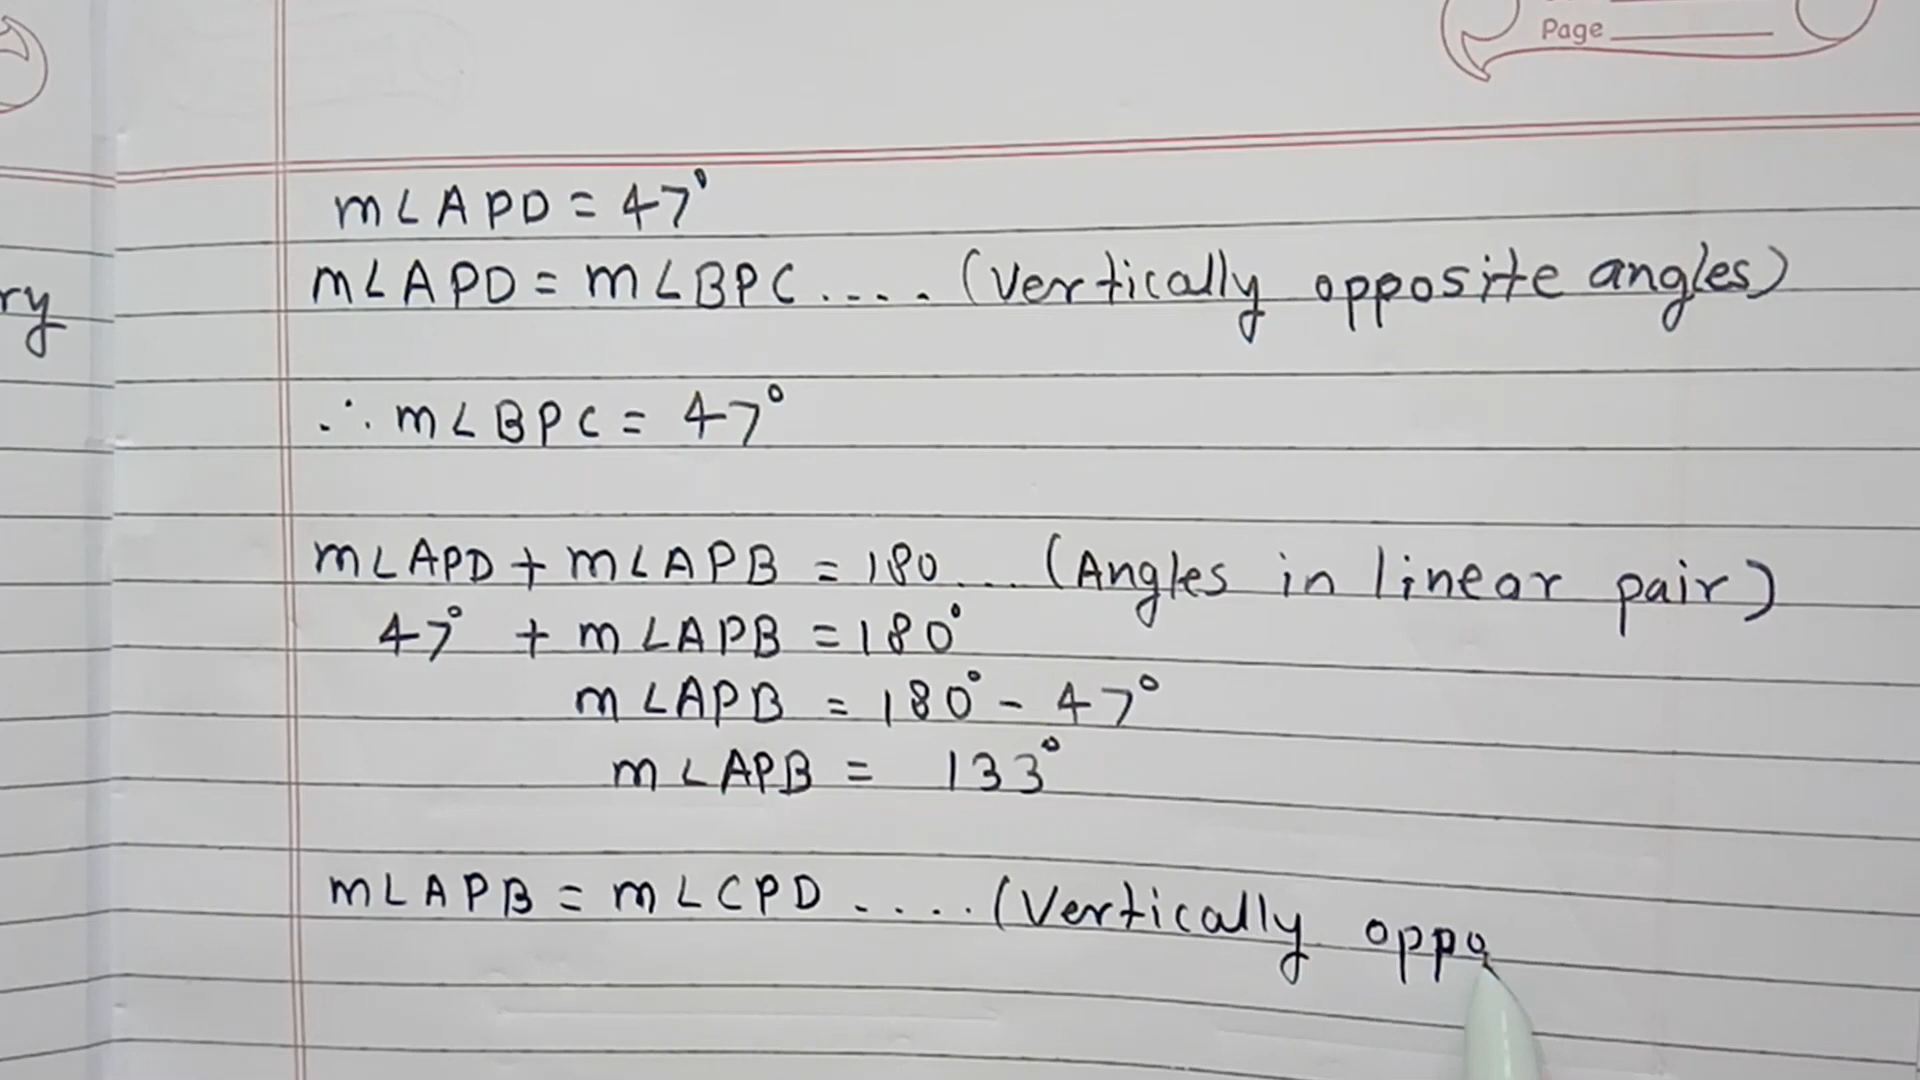 Page
ry
m∠APD = 47°
m∠APD = m∠BPC .... (Vertically opposite angles)
∴ m∠BPC = 47°
m∠APD + m∠APB = 180 ... (Angles in linear pair)
47° + m∠APB = 180°
m∠APB = 180° - 47°
m∠APB = 133°
m∠APB = m∠CPD .... (Vertically oppo